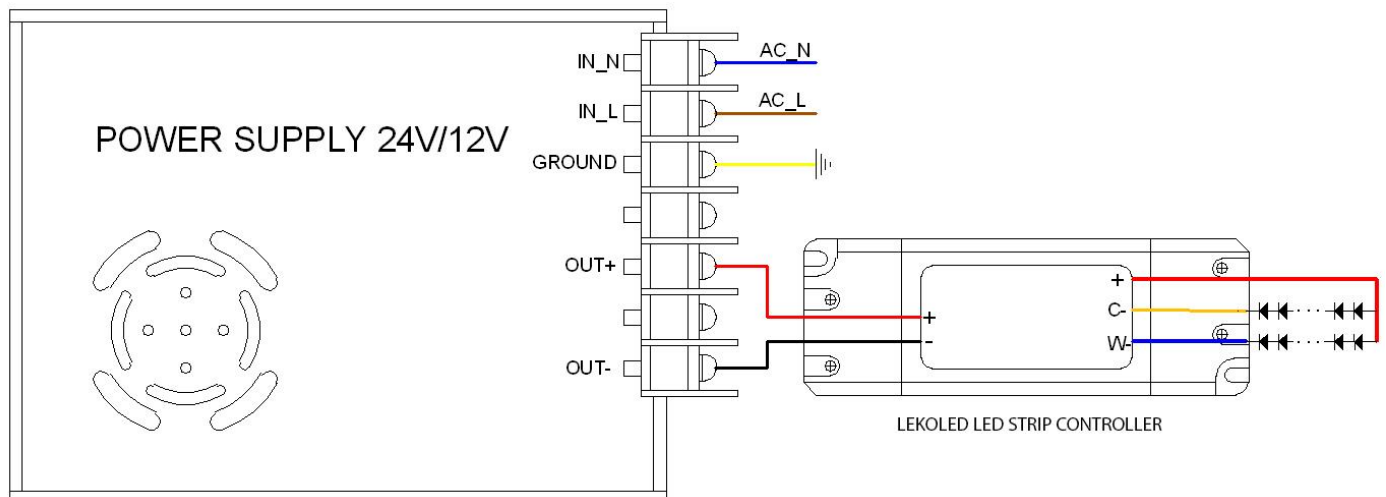 IN_N
AC_N
IN_L
AC_L
POWER SUPPLY 24V/12V
GROUND
OUT+
+
C-
+
-
W-
OUT-
LEKOLED LED STRIP CONTROLLER